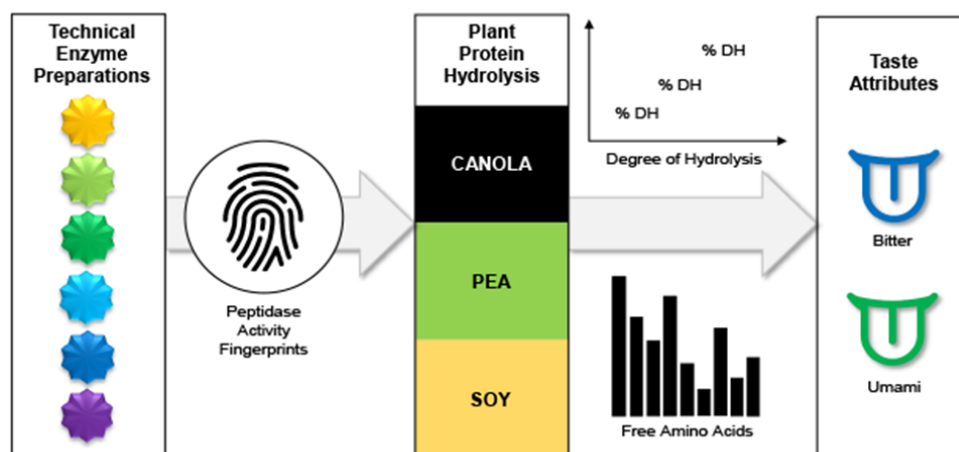 Technical
Enzyme
Preparations
Peptidase
Activity
Fingerprints
Plant
Protein
Hydrolysis
CANOLA
PEA
SOY
% DH
% DH
% DH
Degree of Hydrolysis
Free Amino Acids
Taste
Attributes
Bitter
Umami